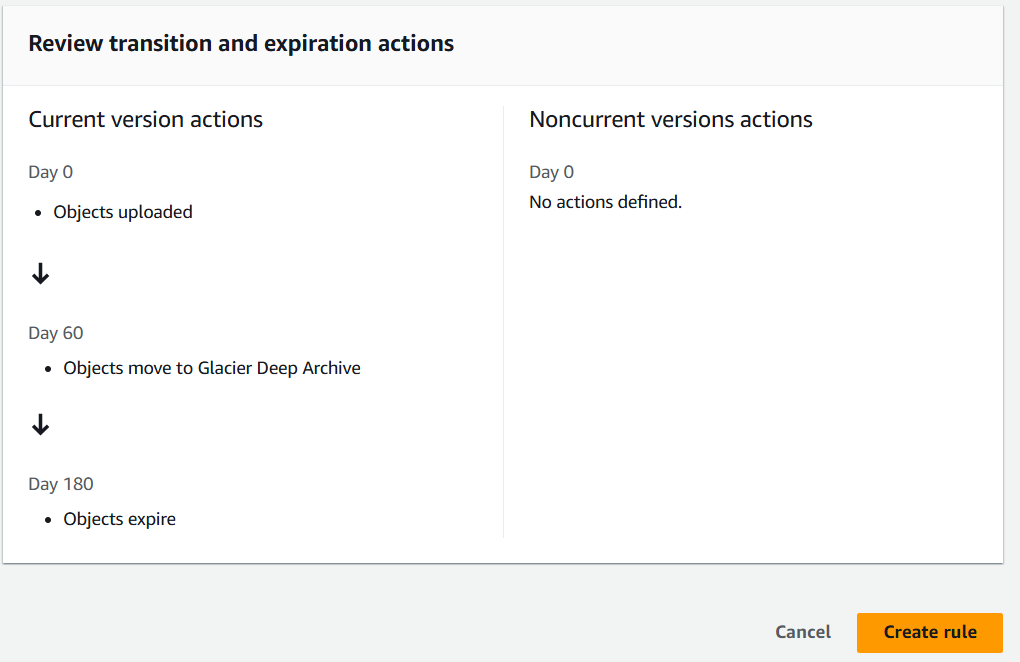 Review transition and expiration actions
Current version actions
Day 0
Objects uploaded
Day 60
Objects move to Glacier Deep Archive
Day 180
Objects expire
Noncurrent versions actions
Day 0
No actions defined.
Cancel
Create rule